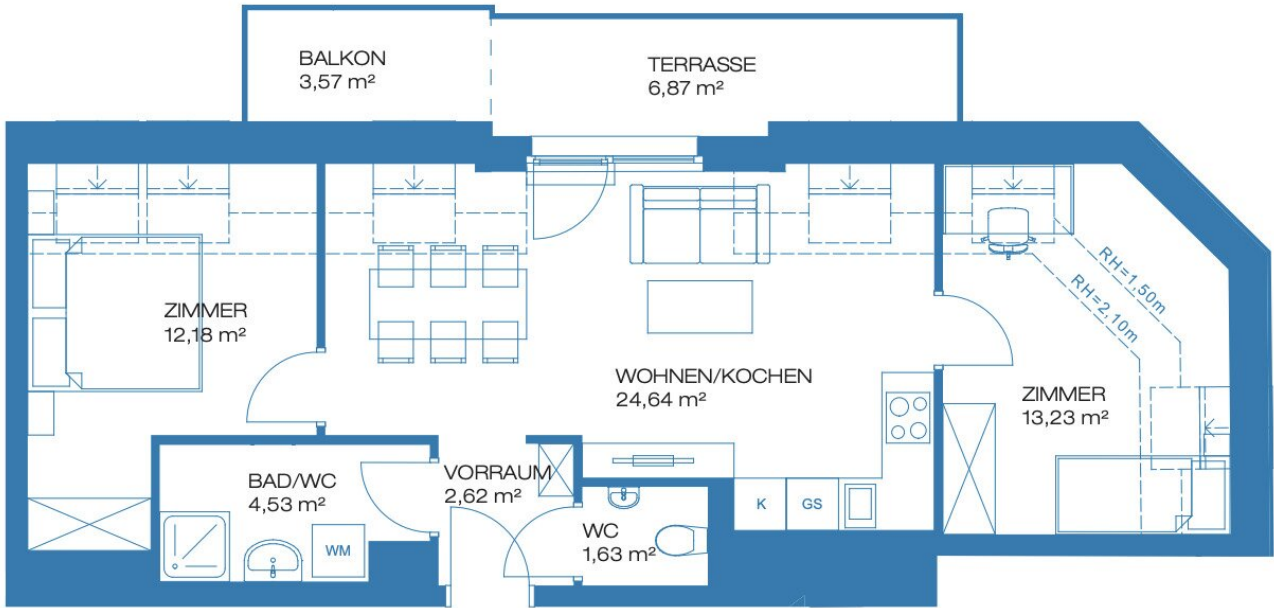 BALKON
3,57 m²
TERRASSE
6,87 m²
ZIMMER
12,18 m²
RH=1,50m
RH=2,10m
WOHNEN/KOCHEN
24,64 m²
ZIMMER
13,23 m²
BAD/WC
4,53 m²
VORRAUM
2,62 m²
WM
WC
1,63 m²
K
GS